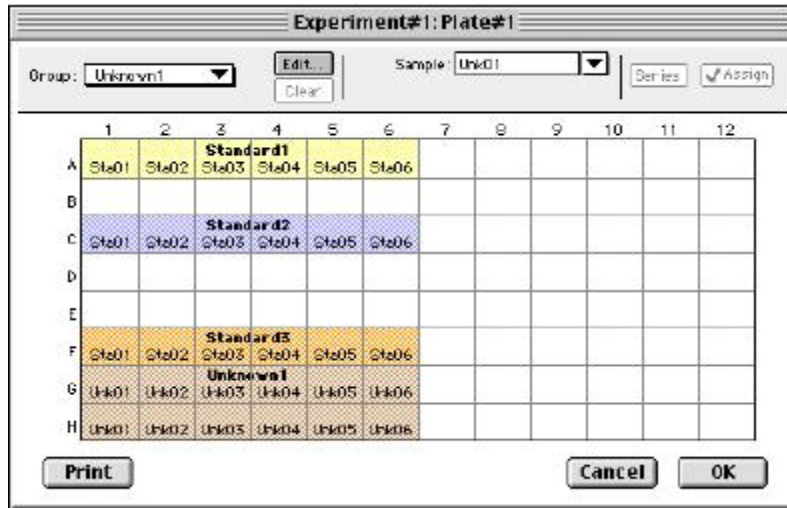 Experiment#1: Plate#1
Group: Unknown1 Edit... Sample: Unk01 Series Assign
Clear
1 2 3 4 5 6 7 8 9 10 11 12
Standard1
A Sta01 Sta02 Sta03 Sta04 Sta05 Sta06
B
Standard2
C Sta01 Sta02 Sta03 Sta04 Sta05 Sta06
D
E
Standard3
F Sta01 Sta02 Sta03 Sta04 Sta05 Sta06
Unknown1
G Unk01 Unk02 Unk03 Unk04 Unk05 Unk06
H Unk01 Unk02 Unk03 Unk04 Unk05 Unk06
Print Cancel OK